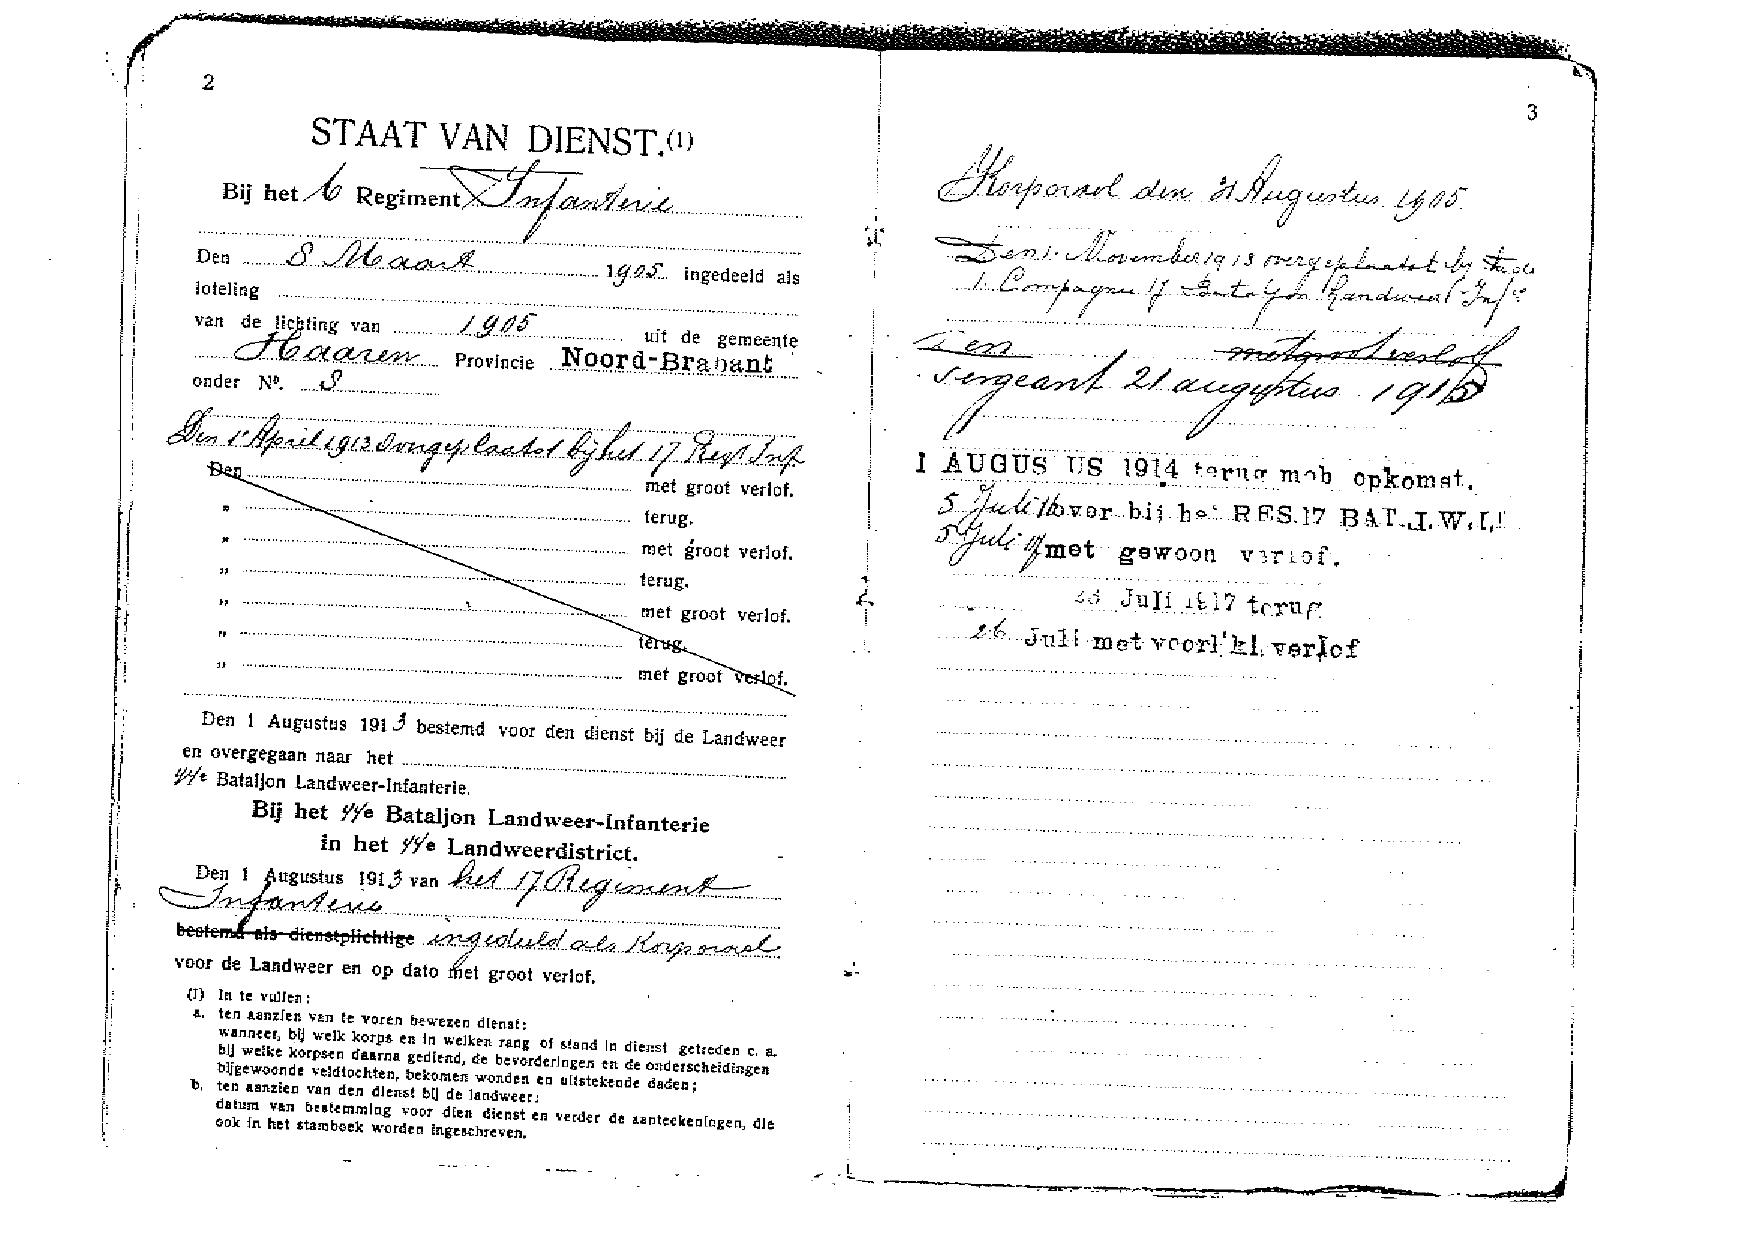 2
STAAT VAN DIENST.(1)
Bij het 6 Regiment Infanterie
Den 8 Maart 1905 ingedeeld als
loteling
van de lichting van 1905 uit de gemeente
Haaren Provincie Noord-Brabant
onder No. 8
Den 1e April 1913 overgeplaatst bij het 17 Regt Inf.
Den met groot verlof.
" terug.
" met groot verlof.
" terug.
" met groot verlof.
" terug.
" met groot verlof.
Den 1 Augustus 1913 bestemd voor den dienst bij de Landweer
en overgegaan naar het
44e Bataljon Landweer-Infanterie.
Bij het 44e Bataljon Landweer-Infanterie
in het 44e Landweerdistrict.
Den 1 Augustus 1913 van het 17 Regiment
Infanterie
bestemd als dienstplichtige ingedeeld als Korporaal
voor de Landweer en op dato met groot verlof.
(1) In te vullen:
a. ten aanzien van te voren bewezen dienst:
wanneer, bij welk korps en in welken rang of stand in dienst getreden c. a.
bij welke korpsen daarna gediend, de bevorderingen en de onderscheidingen
bijgewoonde veldtochten, bekomen wonden en uitstekende daden;
b. ten aanzien van den dienst bij de landweer:
datum van bestemming voor dien dienst en verder de aanteekeningen, die
ook in het stamboek worden ingeschreven.
3
Korporaal den 21 Augustus 1905
Den 1. November 1913 overgeplaatst bij de
1. Compagnie 17 Bataljon Landweer Infie
Den met groot verlof
Sergeant 21 augustus 1915
1 AUGUS US 1914 terug mob opkomst.
5 Juli 16 over bij het RES. 17 BAT. L.W.I.
5 Juli met gewoon verlof.
Juli 1917 terug
26 Juli met voorl'kl. verlof